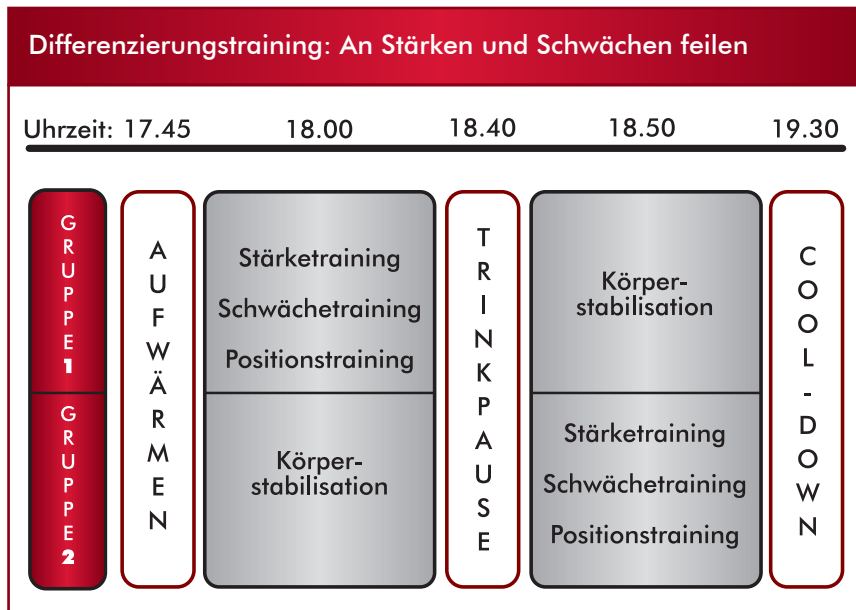 Differenzierungstraining: An Stärken und Schwächen feilen
Uhrzeit: 17.45 18.00 18.40 18.50 19.30
GRUPPE 1
GRUPPE 2
AUFWÄRMEN
Stärketraining
Schwächetraining
Positionstraining
Körper-
stabilisation
TRINKPAUSE
Körper-
stabilisation
Stärketraining
Schwächetraining
Positionstraining
COOL-DOWN